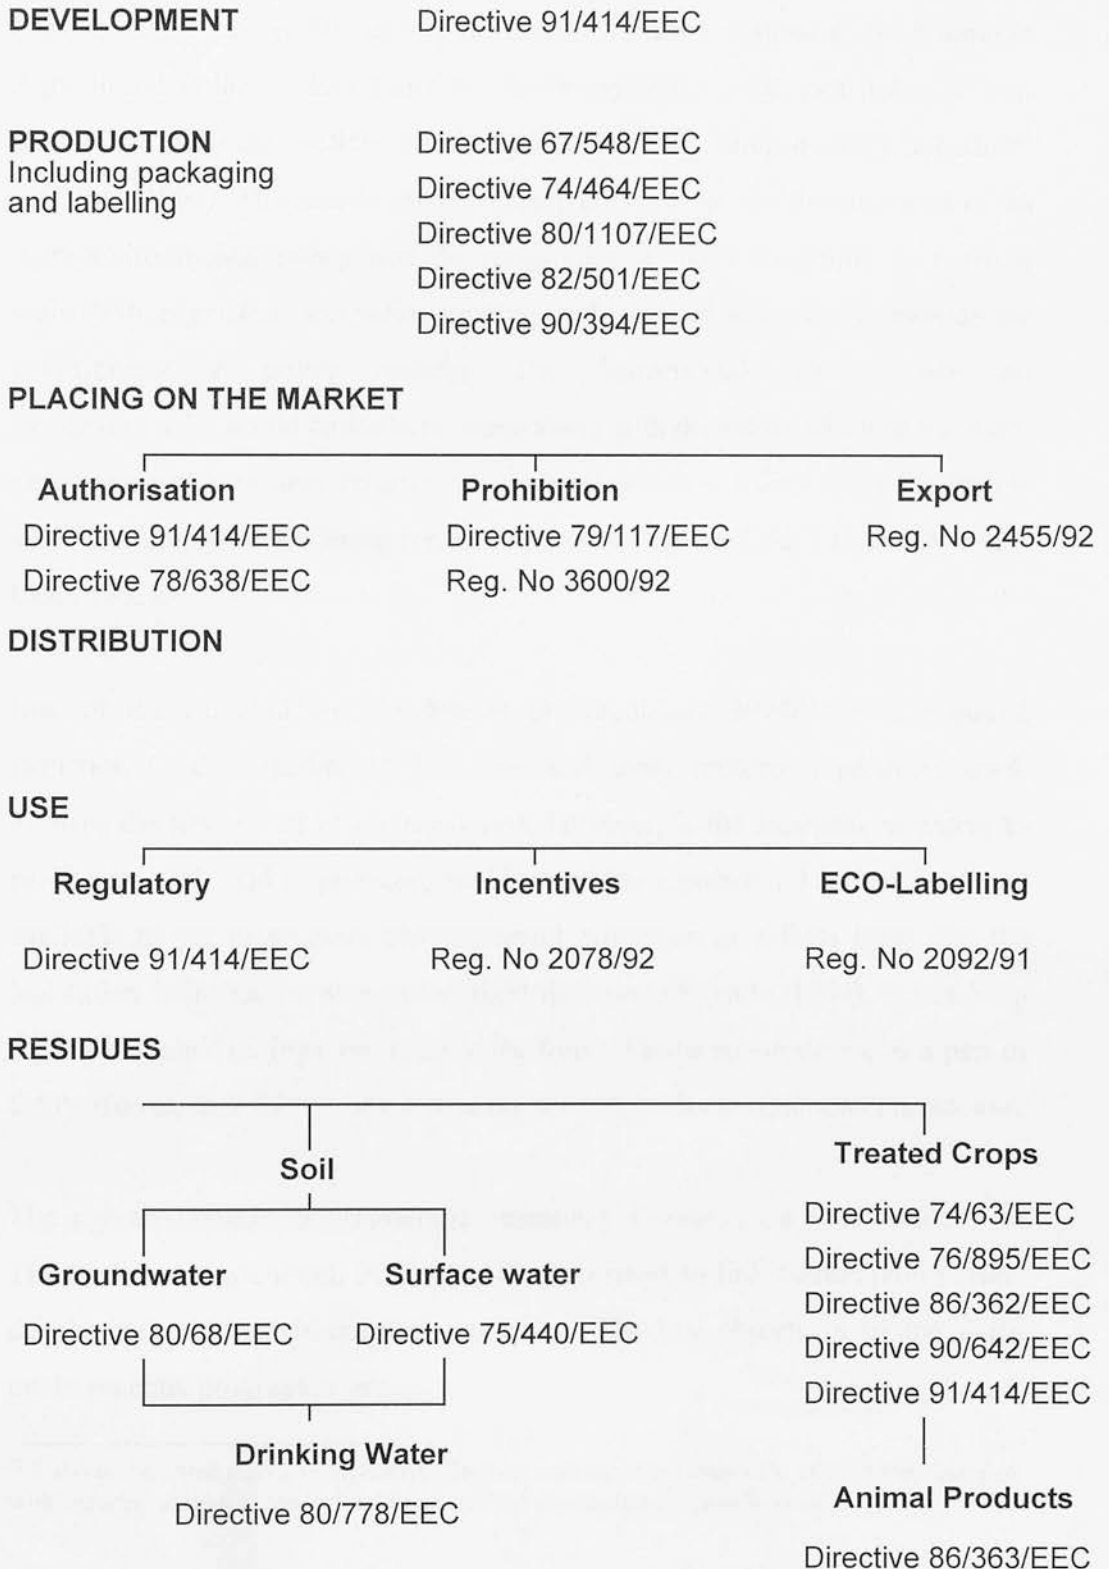 DEVELOPMENT Directive 91/414/EEC
PRODUCTION Directive 67/548/EEC
Including packaging Directive 74/464/EEC
and labelling
Directive 80/1107/EEC
Directive 82/501/EEC
Directive 90/394/EEC
PLACING ON THE MARKET
Authorisation Prohibition Export
Directive 91/414/EEC Directive 79/117/EEC Reg. No 2455/92
Directive 78/638/EEC Reg. No 3600/92
DISTRIBUTION
USE
Regulatory Incentives ECO-Labelling
Directive 91/414/EEC Reg. No 2078/92 Reg. No 2092/91
RESIDUES
Soil
Groundwater Surface water
Directive 80/68/EEC Directive 75/440/EEC
Drinking Water
Directive 80/778/EEC
Treated Crops
Directive 74/63/EEC
Directive 76/895/EEC
Directive 86/362/EEC
Directive 90/642/EEC
Directive 91/414/EEC
Animal Products
Directive 86/363/EEC